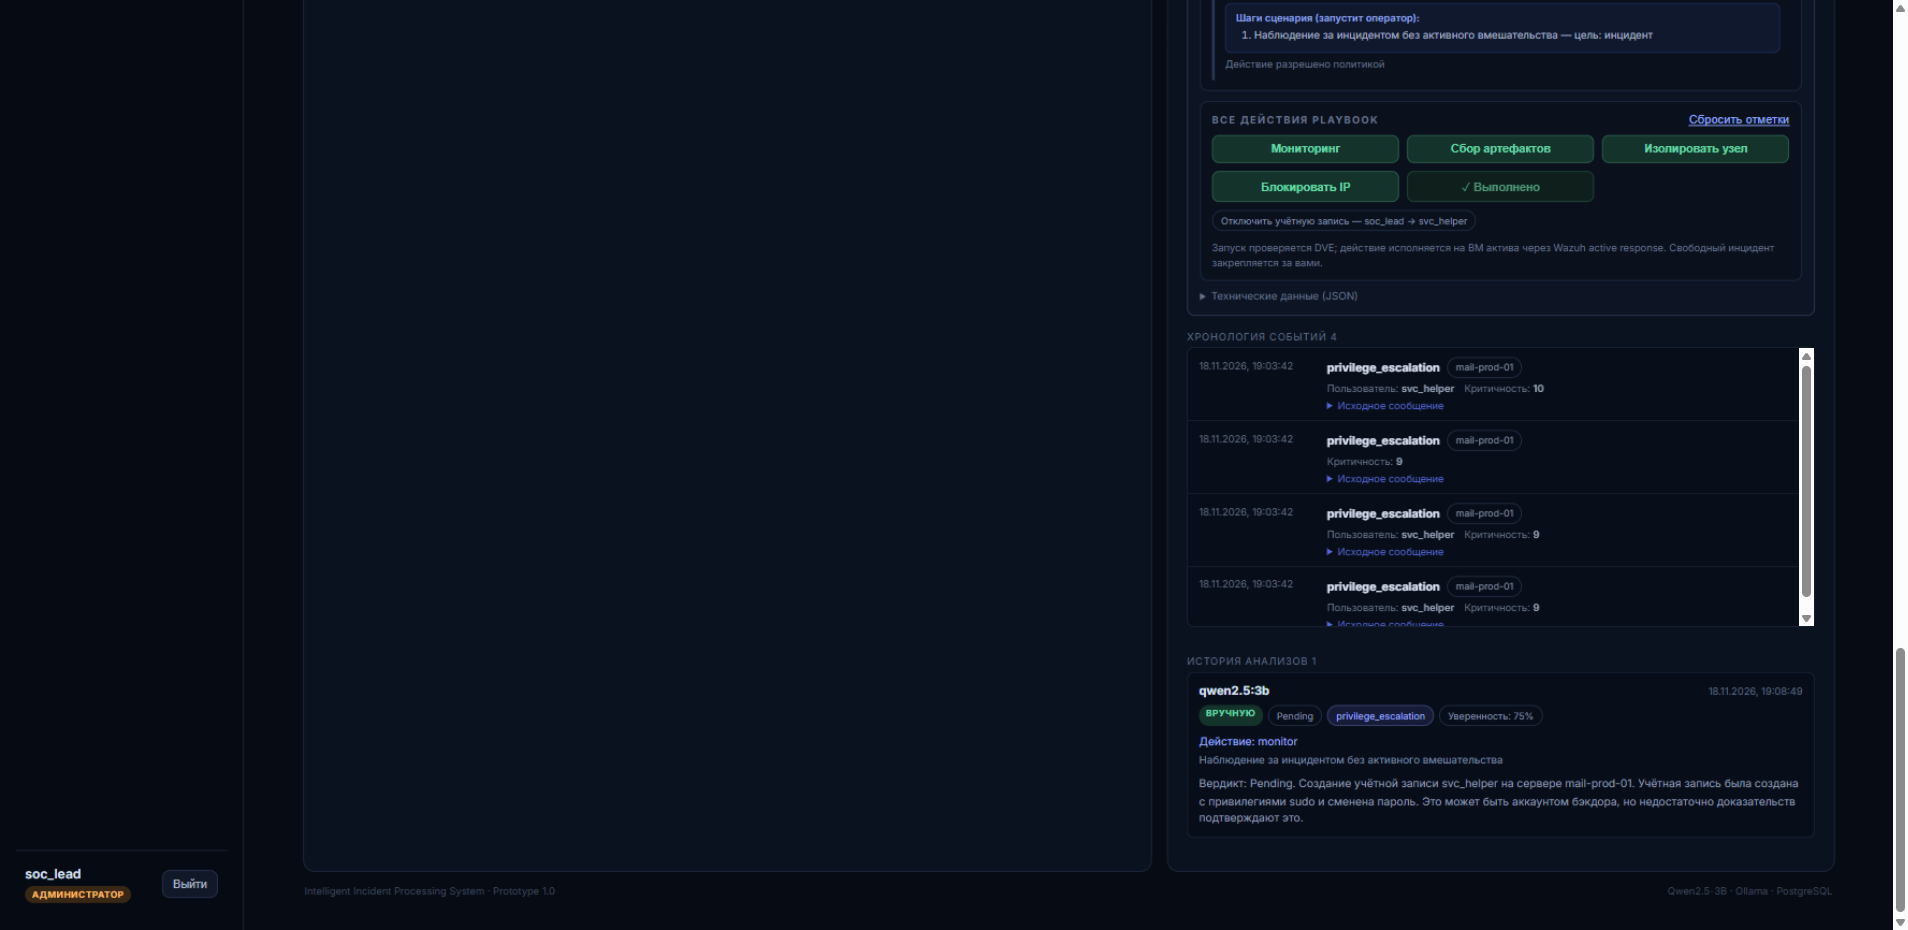 Шаги сценария (запустит оператор):
1. Наблюдение за инцидентом без активного вмешательства — цель: инцидент
Действие разрешено политикой
ВСЕ ДЕЙСТВИЯ PLAYBOOK
Сбросить отметки
Мониторинг
Сбор артефактов
Изолировать узел
Блокировать IP
✓ Выполнено
Отключить учётную запись — soc_lead → svc_helper
Запуск проверяется DVE; действие исполняется на ВМ актива через Wazuh active response. Свободный инцидент
закрепляется за вами.
▶ Технические данные (JSON)
ХРОНОЛОГИЯ СОБЫТИЙ 4
18.11.2026, 19:03:42
privilege_escalation mail-prod-01
Пользователь: svc_helper Критичность: 10
▶ Исходное сообщение
18.11.2026, 19:03:42
privilege_escalation mail-prod-01
Критичность: 9
▶ Исходное сообщение
18.11.2026, 19:03:42
privilege_escalation mail-prod-01
Пользователь: svc_helper Критичность: 9
▶ Исходное сообщение
18.11.2026, 19:03:42
privilege_escalation mail-prod-01
Пользователь: svc_helper Критичность: 9
▶ Исходное сообщение
ИСТОРИЯ АНАЛИЗОВ 1
qwen2.5:3b
18.11.2026, 19:08:49
ВРУЧНУЮ Pending privilege_escalation Уверенность: 75%
Действие: monitor
Наблюдение за инцидентом без активного вмешательства
Вердикт: Pending. Создание учётной записи svc_helper на сервере mail-prod-01. Учётная запись была создана
с привилегиями sudo и сменена пароль. Это может быть аккаунтом бэкдора, но недостаточно доказательств
подтверждают это.
soc_lead
АДМИНИСТРАТОР
Выйти
Intelligent Incident Processing System · Prototype 1.0
Qwen2.5-3B · Ollama · PostgreSQL